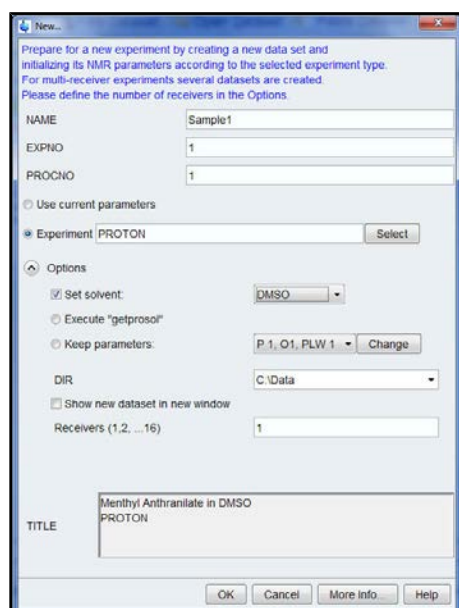 New...
Prepare for a new experiment by creating a new data set and
initializing its NMR parameters according to the selected experiment type.
For multi-receiver experiments several datasets are created.
Please define the number of receivers in the Options.
NAME Sample1
EXPNO 1
PROCNO 1
Use current parameters
Experiment PROTON Select
Options
Set solvent: DMSO
Execute "getprosol"
Keep parameters: P 1, O1, PLW 1 Change
DIR C:\Data
Show new dataset in new window
Receivers (1,2, ...16) 1
Menthyl Anthranilate in DMSO
PROTON
TITLE
OK Cancel More Info... Help